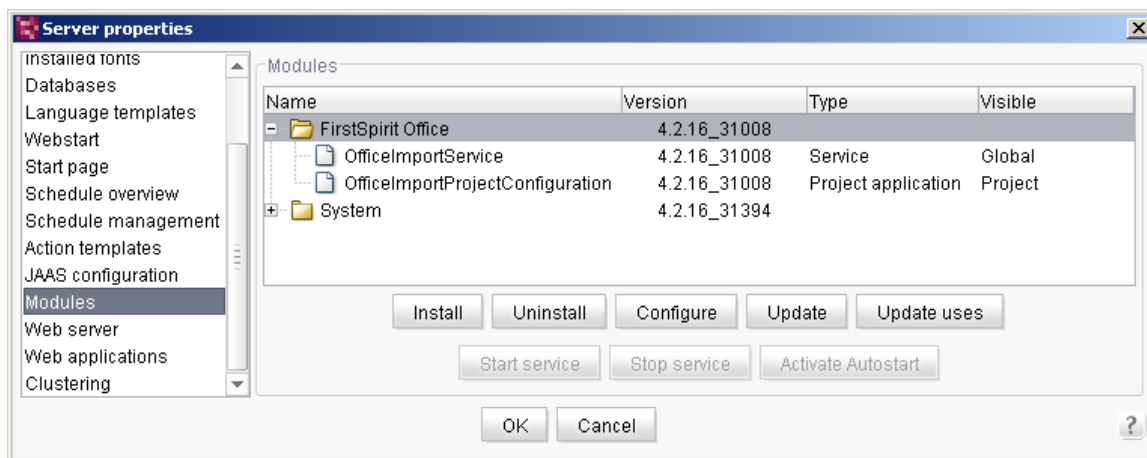 Server properties
Installed fonts
Databases
Language templates
Webstart
Start page
Schedule overview
Schedule management
Action templates
JAAS configuration
Modules
Web server
Web applications
Clustering
Modules
Name Version Type Visible
FirstSpirit Office 4.2.16_31008
OfficeImportService 4.2.16_31008 Service Global
OfficeImportProjectConfiguration 4.2.16_31008 Project application Project
System 4.2.16_31394
Install Uninstall Configure Update Update uses
Start service Stop service Activate Autostart
OK Cancel ?